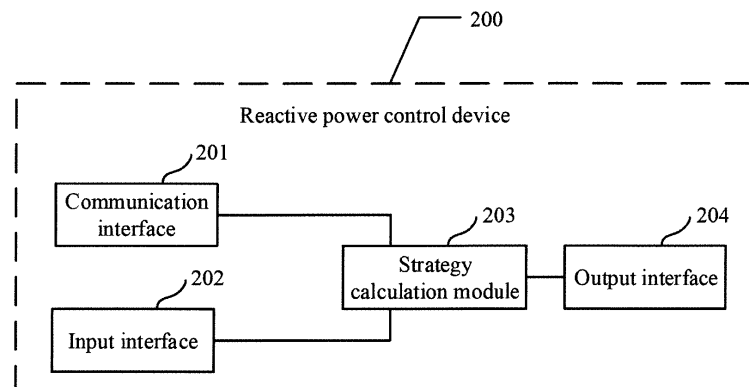 200
Reactive power control device
201
Communication
interface
203
Strategy
calculation module
204
Output interface
202
Input interface